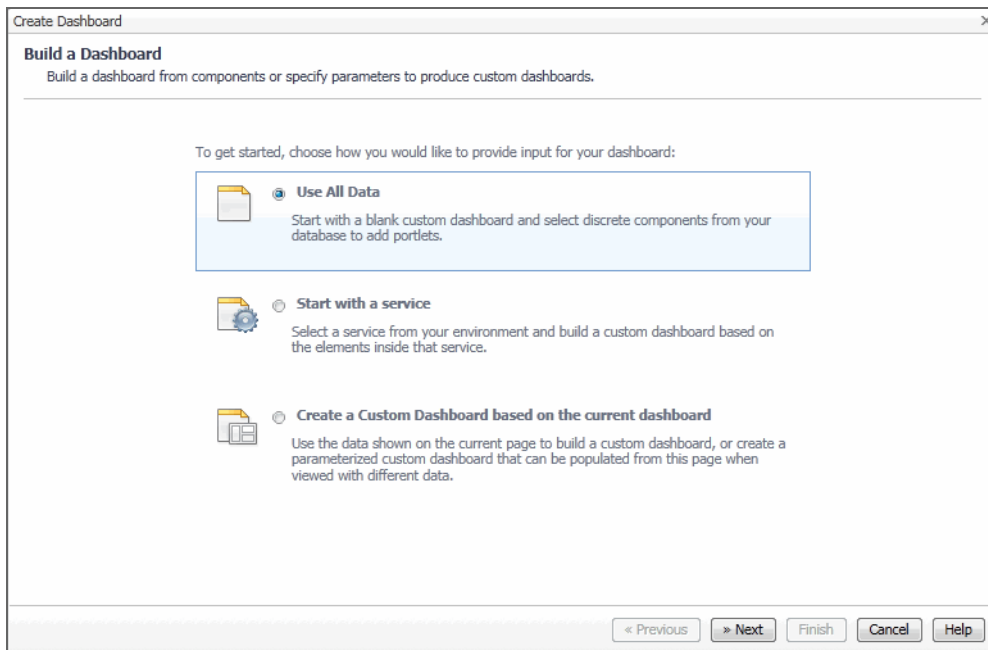 Create Dashboard
Build a Dashboard
Build a dashboard from components or specify parameters to produce custom dashboards.
To get started, choose how you would like to provide input for your dashboard:
Use All Data
Start with a blank custom dashboard and select discrete components from your
database to add portlets.
Start with a service
Select a service from your environment and build a custom dashboard based on
the elements inside that service.
Create a Custom Dashboard based on the current dashboard
Use the data shown on the current page to build a custom dashboard, or create a
parameterized custom dashboard that can be populated from this page when
viewed with different data.
« Previous
» Next
Finish
Cancel
Help